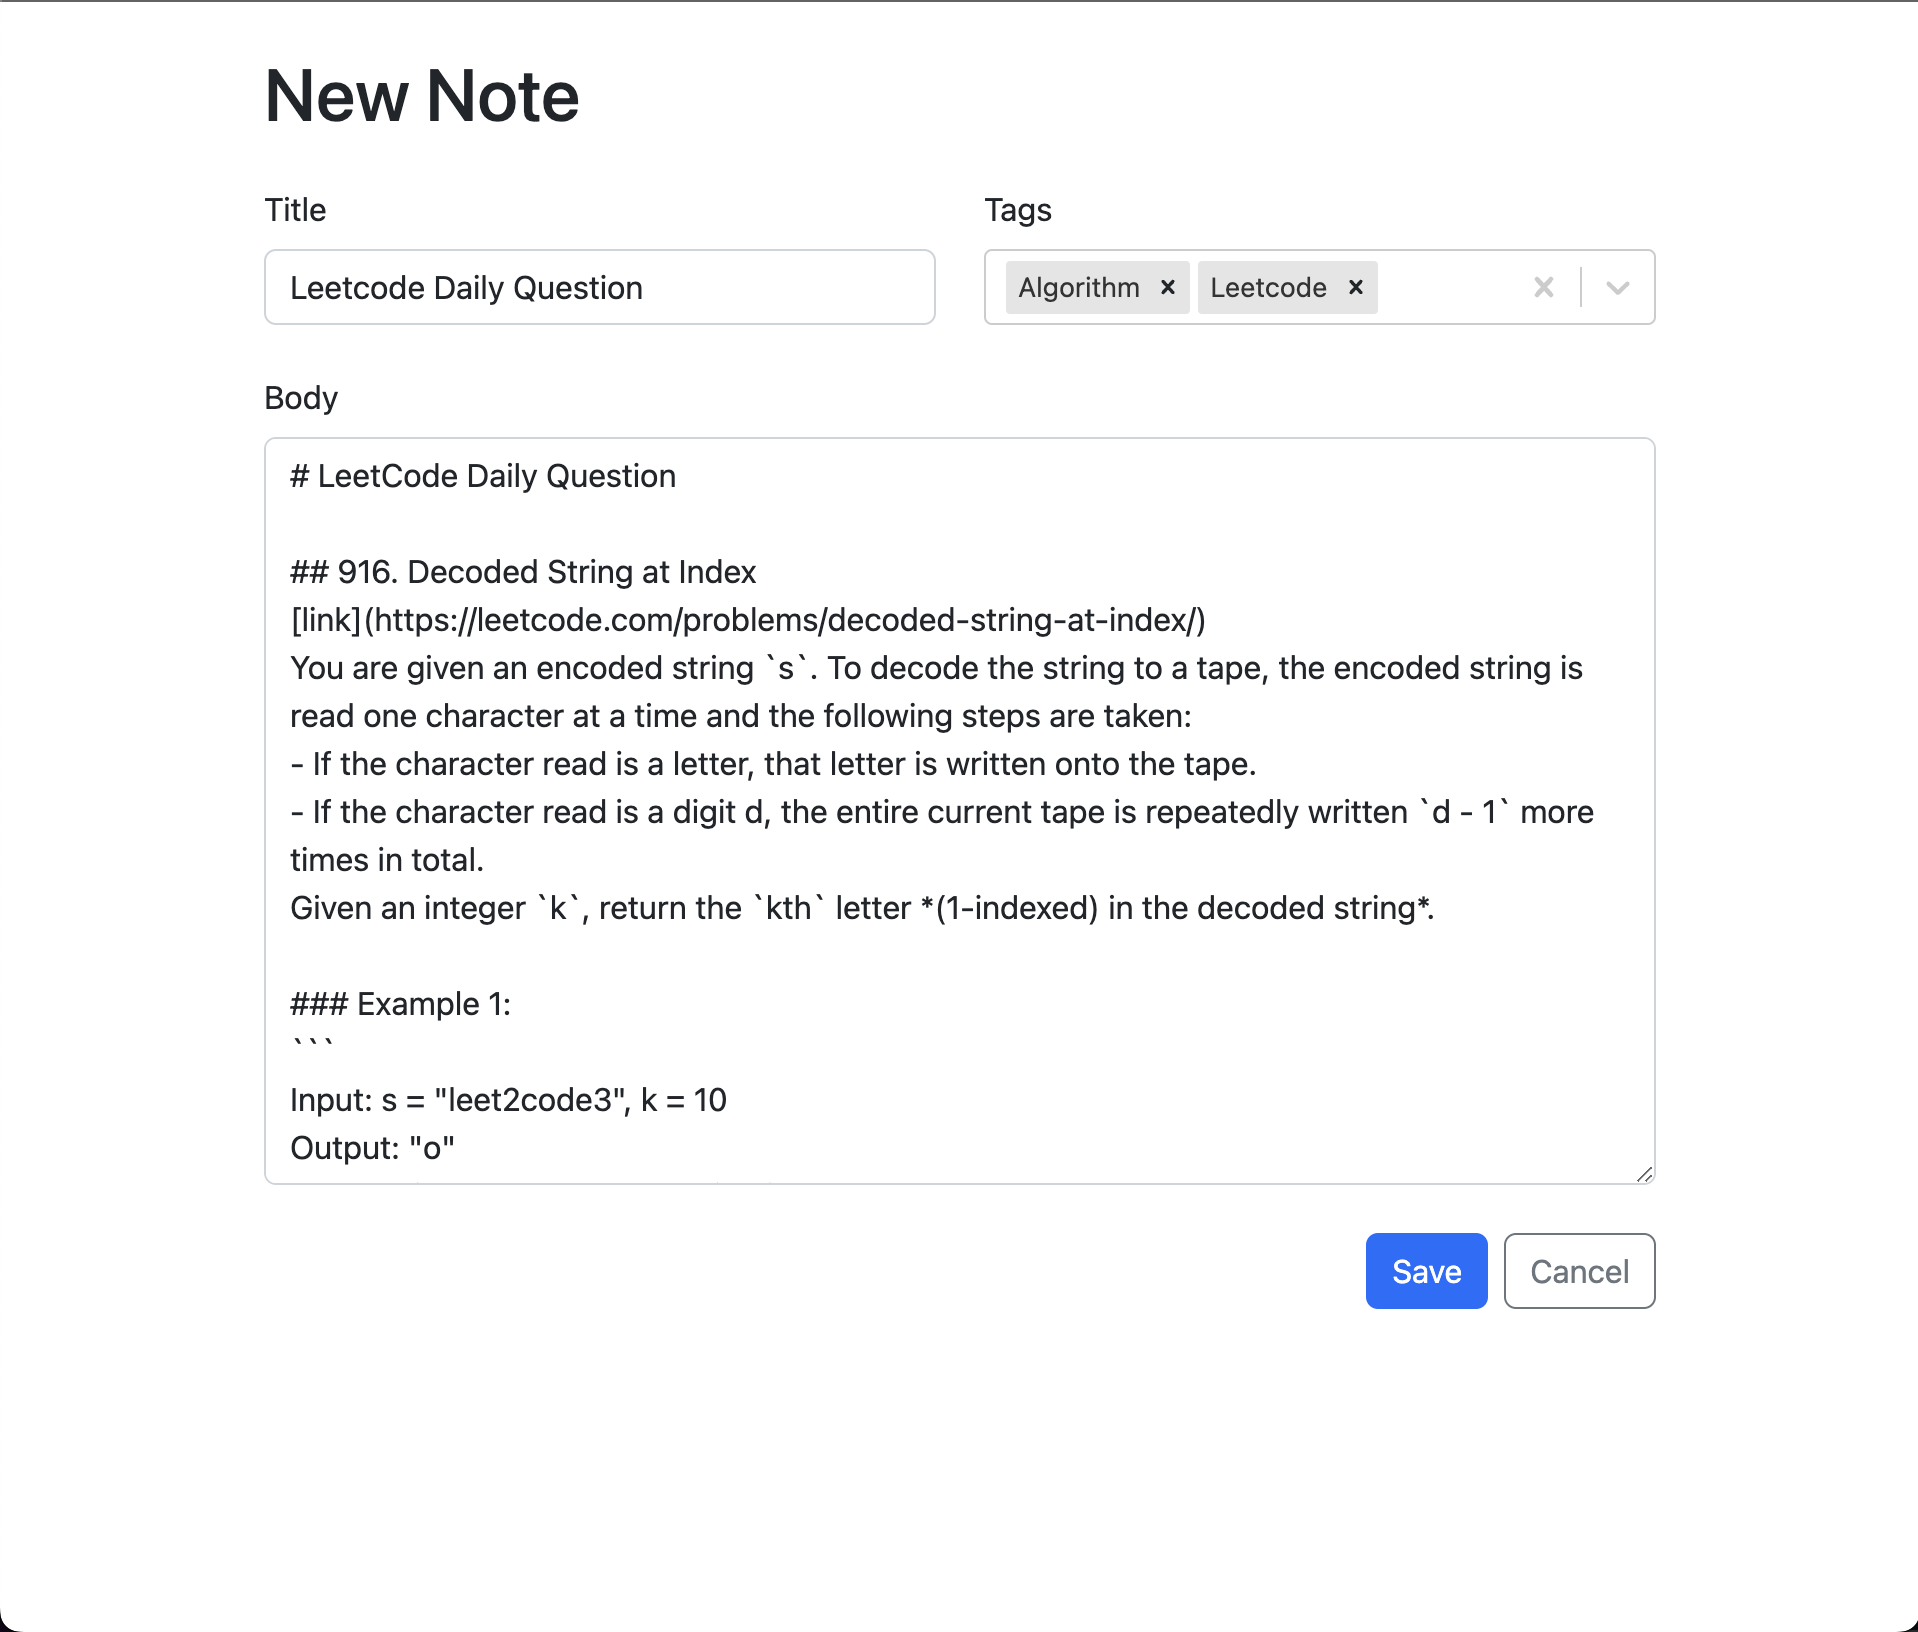 New Note
Title
Tags
Leetcode Daily Question
Algorithm
Leetcode
Body
# LeetCode Daily Question
## 916. Decoded String at Index
[link](https://leetcode.com/problems/decoded-string-at-index/)
You are given an encoded string `s`. To decode the string to a tape, the encoded string is
read one character at a time and the following steps are taken:
- If the character read is a letter, that letter is written onto the tape.
- If the character read is a digit d, the entire current tape is repeatedly written `d - 1` more
times in total.
Given an integer `k`, return the `kth` letter *(1-indexed) in the decoded string*.
### Example 1:
```
Input: s = "leet2code3", k = 10
Output: "o"
Save
Cancel